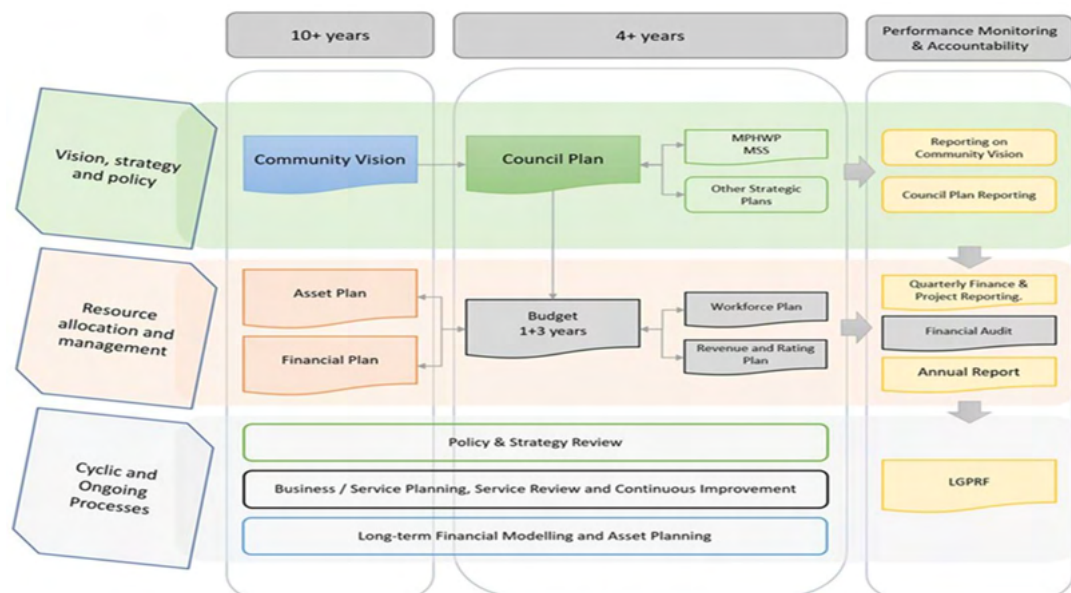 10+ years
4+ years
Performance Monitoring
& Accountability
Vision, strategy
and policy
Community Vision
Council Plan
MPHWP
MSS
Other Strategic
Plans
Reporting on
Community Vision
Council Plan Reporting
Resource
allocation and
management
Asset Plan
Financial Plan
Budget
1+3 years
Workforce Plan
Revenue and Rating
Plan
Quarterly Finance &
Project Reporting.
Financial Audit
Annual Report
Cyclic and
Ongoing
Processes
Policy & Strategy Review
Business / Service Planning, Service Review and Continuous Improvement
Long-term Financial Modelling and Asset Planning
LGPRF